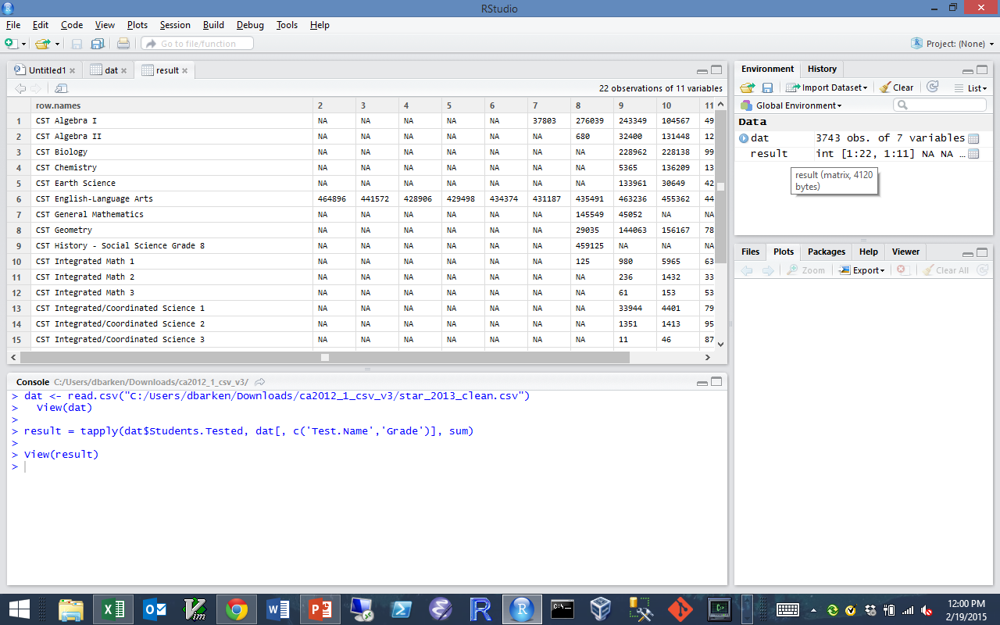 RStudio
File Edit Code View Plots Session Build Debug Tools Help
Go to file/function Project: (None)
Untitled1 dat result
22 observations of 11 variables
row.names 2 3 4 5 6 7 8 9 10 11
1 CST Algebra I NA NA NA NA NA 37803 276039 243349 104567 49
2 CST Algebra II NA NA NA NA NA NA 680 32400 131448 12
3 CST Biology NA NA NA NA NA NA NA 228962 228138 99
4 CST Chemistry NA NA NA NA NA NA NA 5365 136209 13
5 CST Earth Science NA NA NA NA NA NA NA 133961 30649 42
6 CST English-Language Arts 464896 441572 428906 429498 434374 431187 435491 463236 455362 44
7 CST General Mathematics NA NA NA NA NA NA 145549 45052 NA NA
8 CST Geometry NA NA NA NA NA NA 29035 144063 156167 78
9 CST History - Social Science Grade 8 NA NA NA NA NA NA 459125 NA NA NA
10 CST Integrated Math 1 NA NA NA NA NA NA 125 980 5965 63
11 CST Integrated Math 2 NA NA NA NA NA NA NA 236 1432 33
12 CST Integrated Math 3 NA NA NA NA NA NA NA 61 153 53
13 CST Integrated/Coordinated Science 1 NA NA NA NA NA NA NA 33944 4401 79
14 CST Integrated/Coordinated Science 2 NA NA NA NA NA NA NA 1351 1413 95
15 CST Integrated/Coordinated Science 3 NA NA NA NA NA NA NA 11 46 87
Console C:/Users/dbarken/Downloads/ca2012_1_csv_v3/
> dat <- read.csv("C:/Users/dbarken/Downloads/ca2012_1_csv_v3/star_2013_clean.csv")
>   View(dat)
>
> result = tapply(dat$Students.Tested, dat[, c('Test.Name','Grade')], sum)
>
> View(result)
>
Environment History
Import Dataset Clear List
Global Environment
Data
dat 3743 obs. of 7 variables
result int [1:22, 1:11] NA NA …
result (matrix, 4120
bytes)
Files Plots Packages Help Viewer
Zoom Export Clear All
12:00 PM
2/19/2015